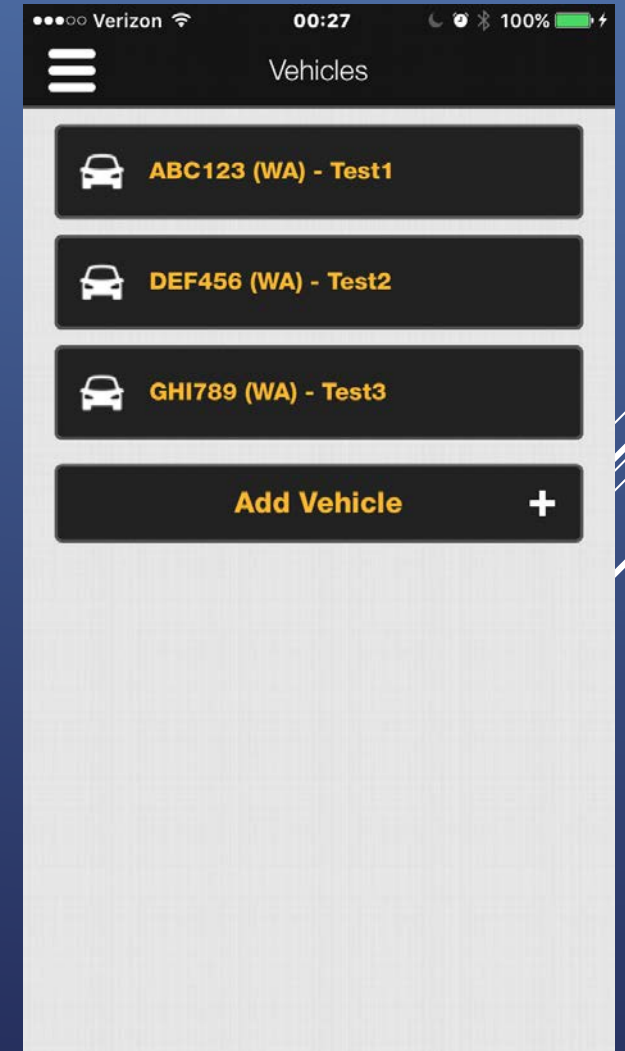 Verizon 00:27 100%
Vehicles
ABC123 (WA) - Test1
DEF456 (WA) - Test2
GHI789 (WA) - Test3
Add Vehicle +